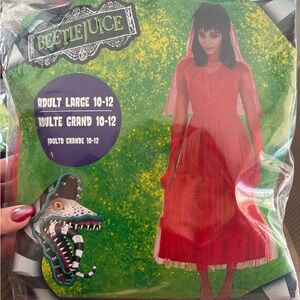 BEETLEJUICE
ADULT LARGE 10-12
ADULTE GRAND 10-12
ADULTO GRANDE 10-12